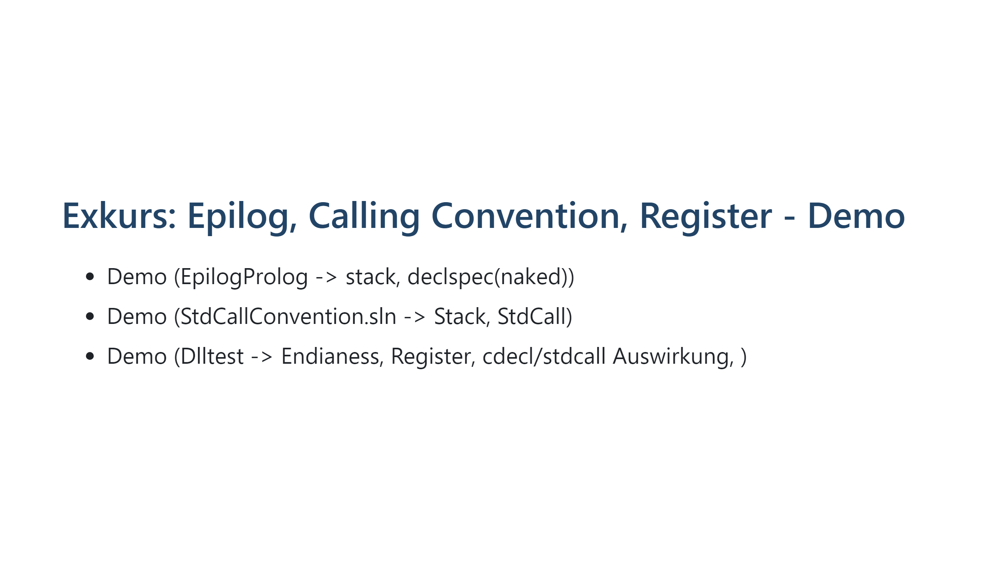 Exkurs: Epilog, Calling Convention, Register - Demo
• Demo (EpilogProlog -> stack, declspec(naked))
• Demo (StdCallConvention.sln -> Stack, StdCall)
• Demo (Dlltest -> Endianess, Register, cdecl/stdcall Auswirkung, )